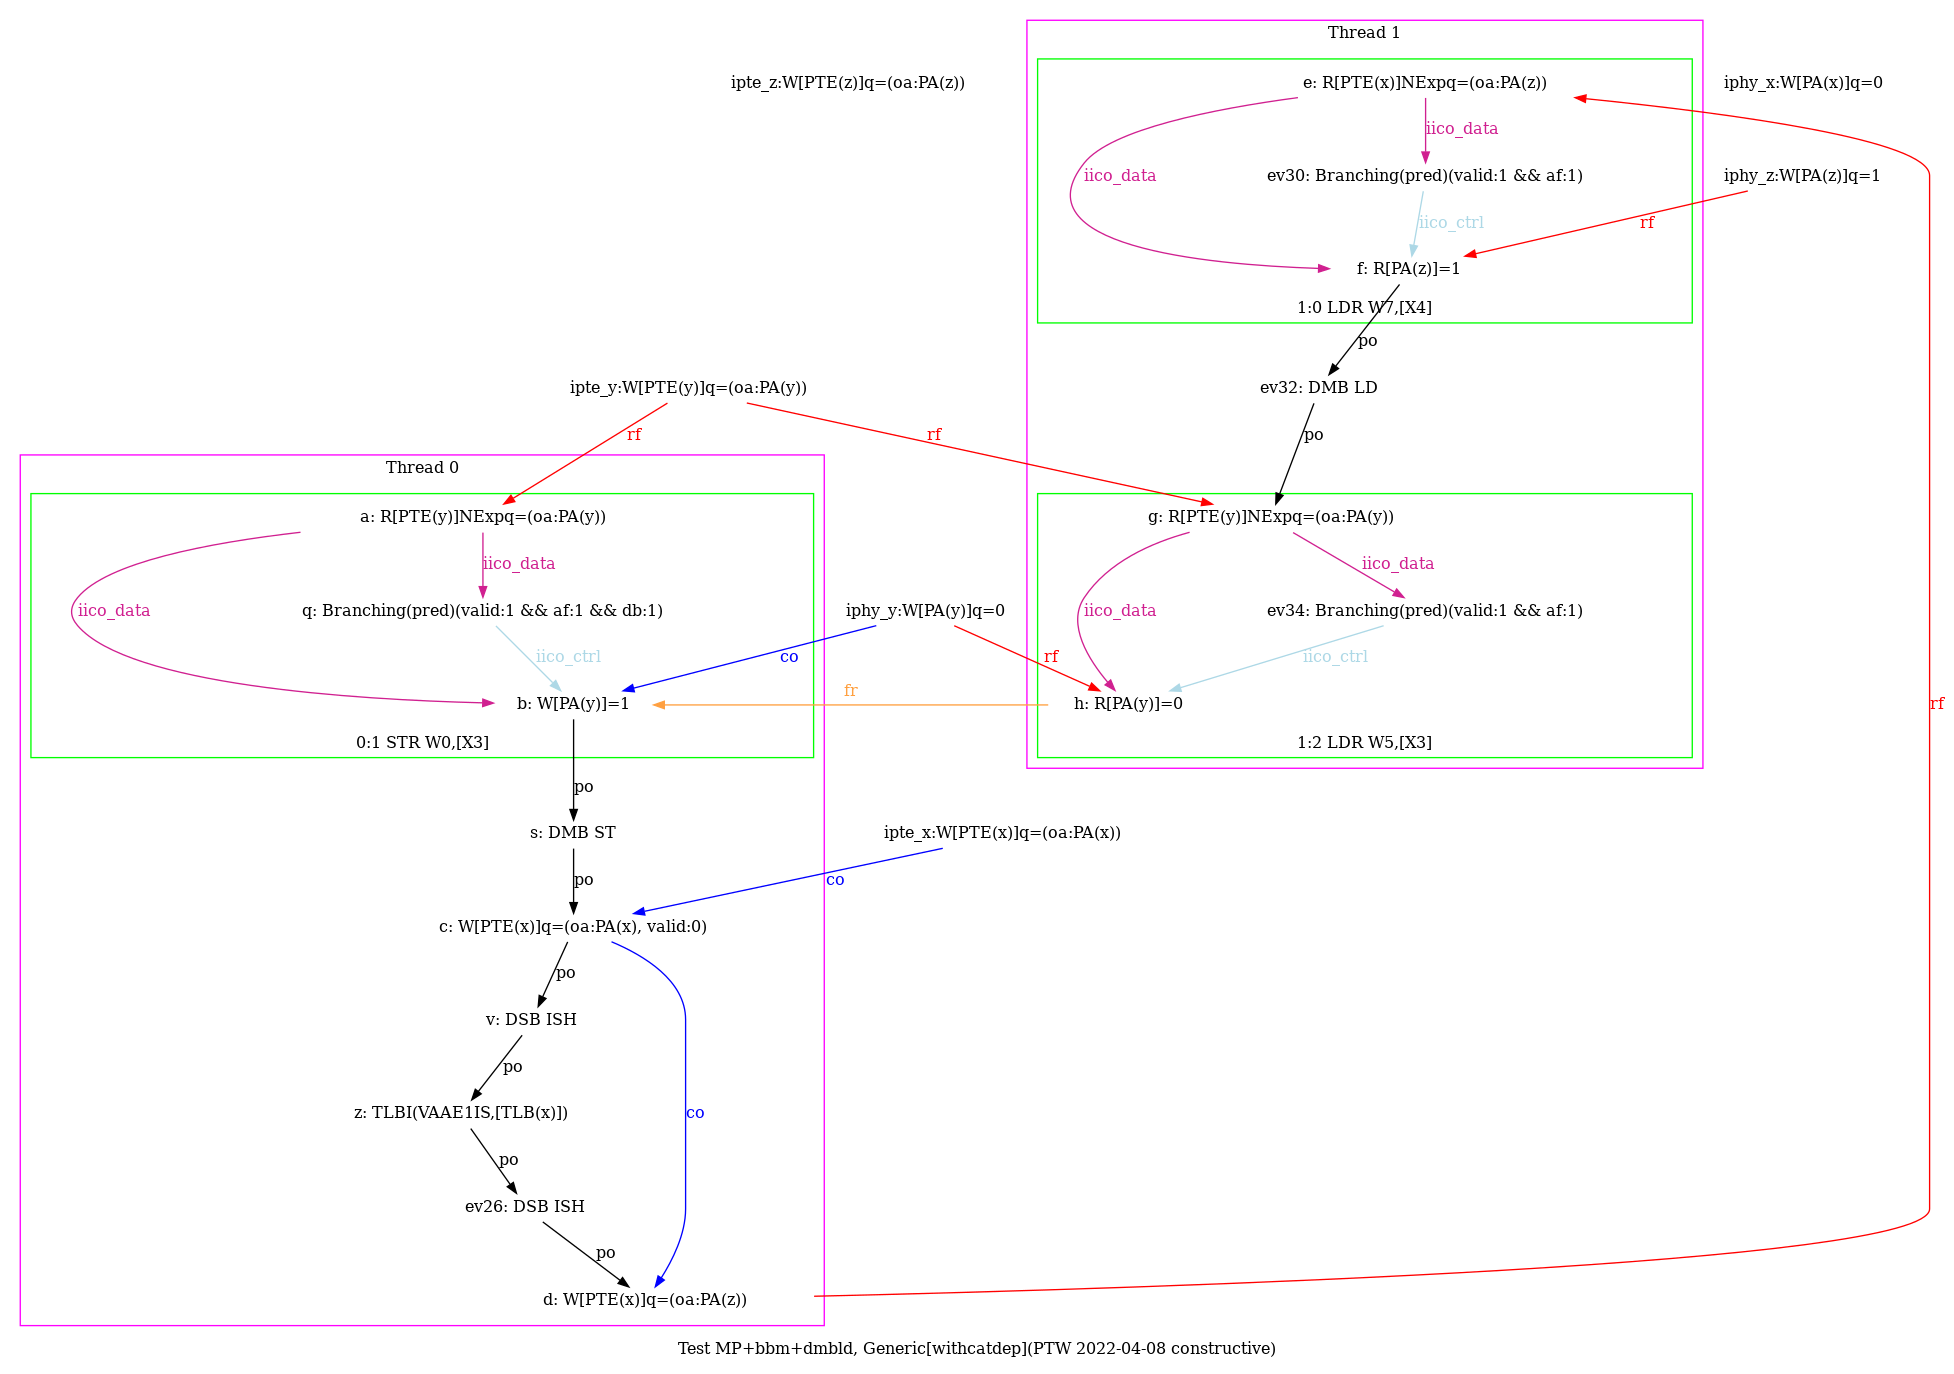 Thread 1
ipte_z:W[PTE(z)]q=(oa:PA(z))
e: R[PTE(x)]NExpq=(oa:PA(z))
iphy_x:W[PA(x)]q=0
iico_data
iico_data
ev30: Branching(pred)(valid:1 && af:1)
iphy_z:W[PA(z)]q=1
iico_ctrl
rf
f: R[PA(z)]=1
1:0 LDR W7,[X4]
po
ipte_y:W[PTE(y)]q=(oa:PA(y))
ev32: DMB LD
rf
rf
po
Thread 0
a: R[PTE(y)]NExpq=(oa:PA(y))
g: R[PTE(y)]NExpq=(oa:PA(y))
iico_data
iico_data
iico_data
q: Branching(pred)(valid:1 && af:1 && db:1)
iphy_y:W[PA(y)]q=0
iico_data
ev34: Branching(pred)(valid:1 && af:1)
iico_ctrl
co
rf
iico_ctrl
fr
b: W[PA(y)]=1
h: R[PA(y)]=0
rf
0:1 STR W0,[X3]
1:2 LDR W5,[X3]
po
s: DMB ST
ipte_x:W[PTE(x)]q=(oa:PA(x))
po
co
c: W[PTE(x)]q=(oa:PA(x), valid:0)
po
v: DSB ISH
po
z: TLBI(VAAE1IS,[TLB(x)])
co
po
ev26: DSB ISH
po
d: W[PTE(x)]q=(oa:PA(z))
Test MP+bbm+dmbld, Generic[withcatdep](PTW 2022-04-08 constructive)